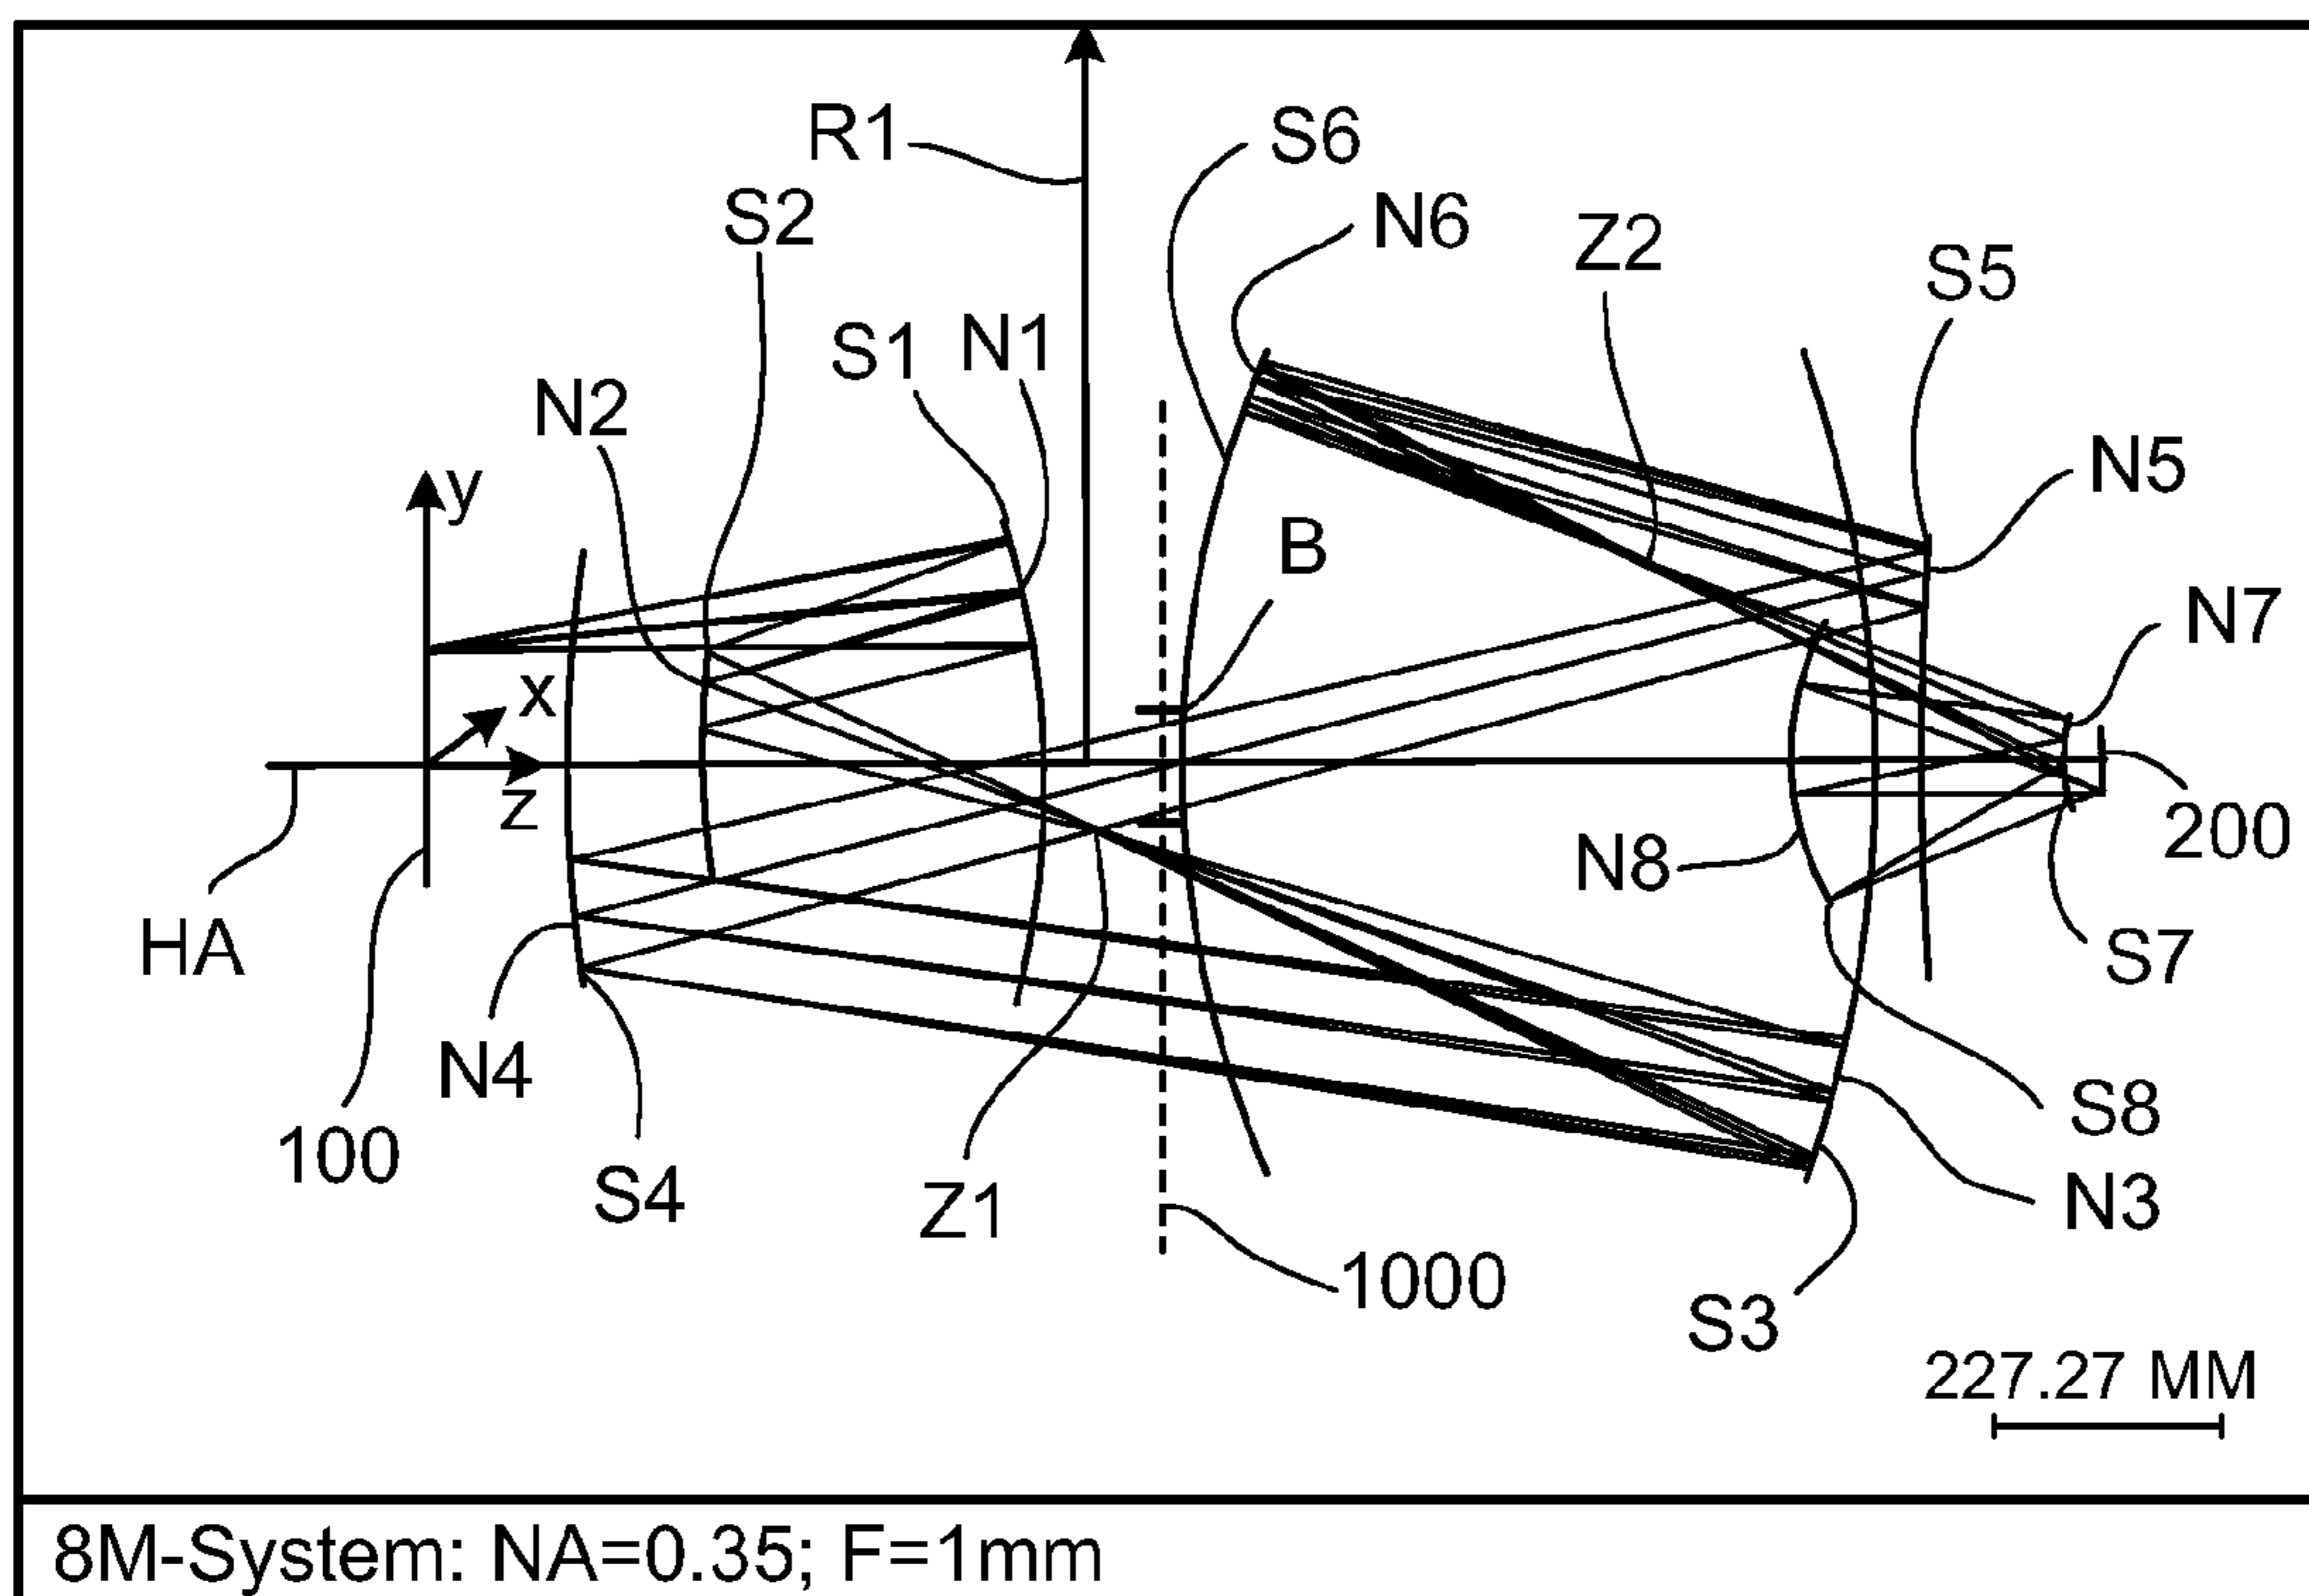 R1
S6
S2
N6
Z2
S5
S1
N1
N2
N5
y
B
N7
x
z
200
N8
HA
S7
N4
S8
100
S4
Z1
N3
1000
S3
227.27 MM
8M-System: NA=0.35; F=1mm